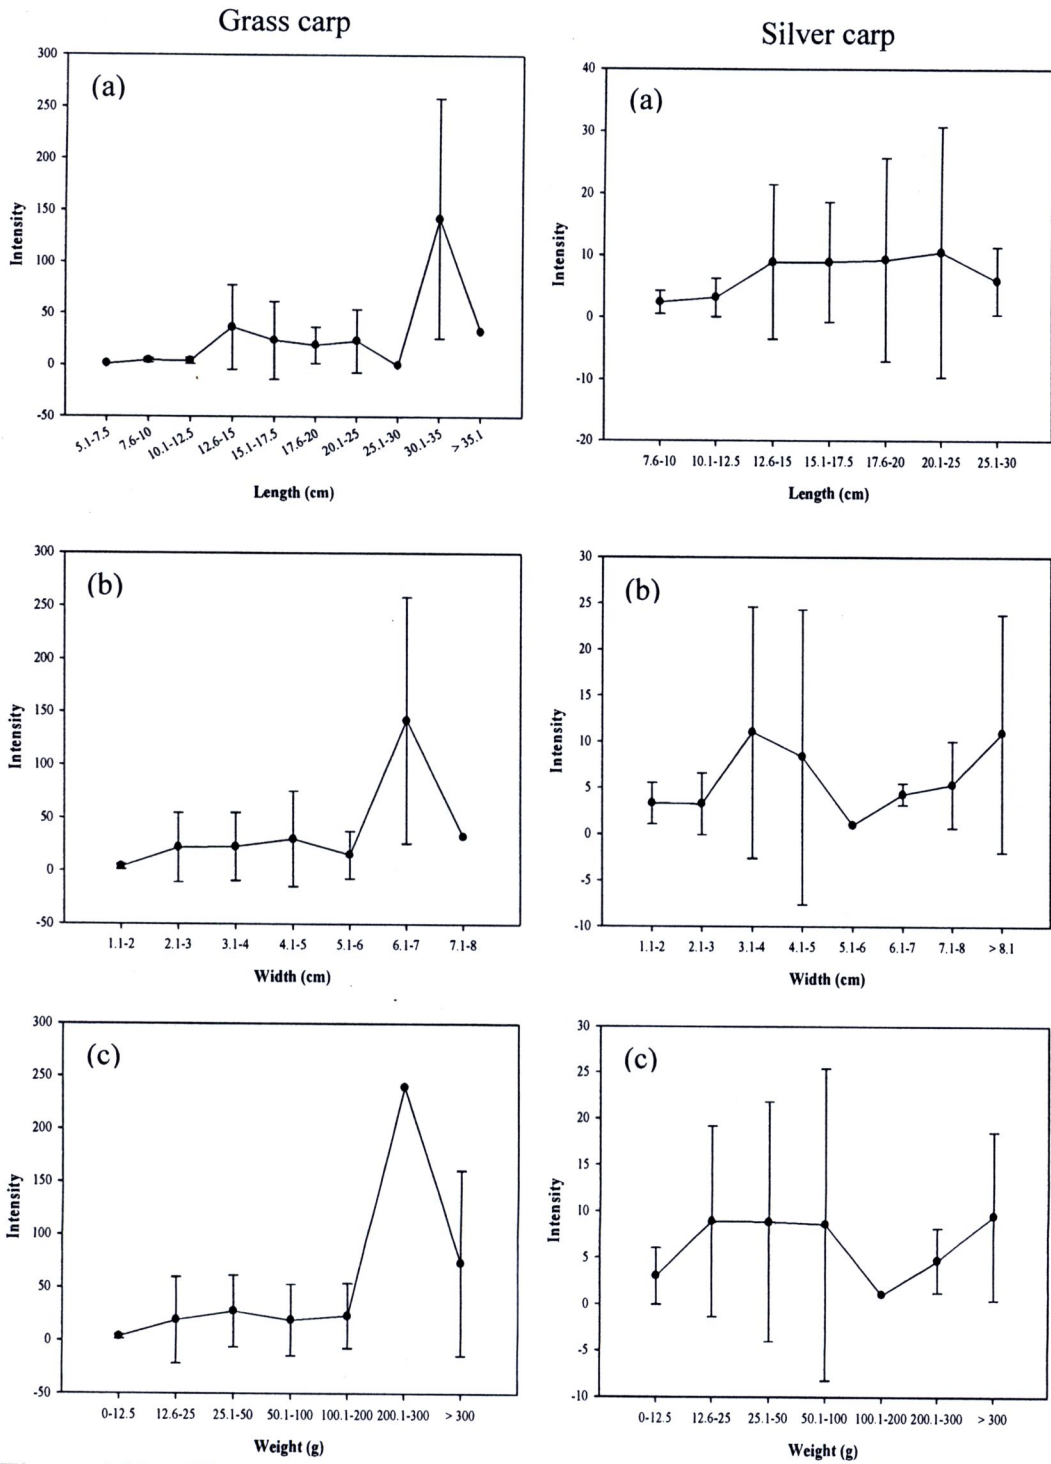 Grass carp
Silver carp
(a)
300
250
200
150
100
50
0
-50
Intensity
5.1-7.5 7.6-10 10.1-12.5 12.6-15 15.1-17.5 17.6-20 20.1-25 25.1-30 30.1-35 > 35.1
Length (cm)
(a)
40
30
20
10
0
-10
-20
Intensity
7.6-10 10.1-12.5 12.6-15 15.1-17.5 17.6-20 20.1-25 25.1-30
Length (cm)
(b)
300
250
200
150
100
50
0
-50
Intensity
1.1-2 2.1-3 3.1-4 4.1-5 5.1-6 6.1-7 7.1-8
Width (cm)
(b)
30
25
20
15
10
5
0
-5
-10
Intensity
1.1-2 2.1-3 3.1-4 4.1-5 5.1-6 6.1-7 7.1-8 > 8.1
Width (cm)
(c)
300
250
200
150
100
50
0
-50
Intensity
0-12.5 12.6-25 25.1-50 50.1-100 100.1-200 200.1-300 > 300
Weight (g)
(c)
30
25
20
15
10
5
0
-5
-10
Intensity
0-12.5 12.6-25 25.1-50 50.1-100 100.1-200 200.1-300 > 300
Weight (g)